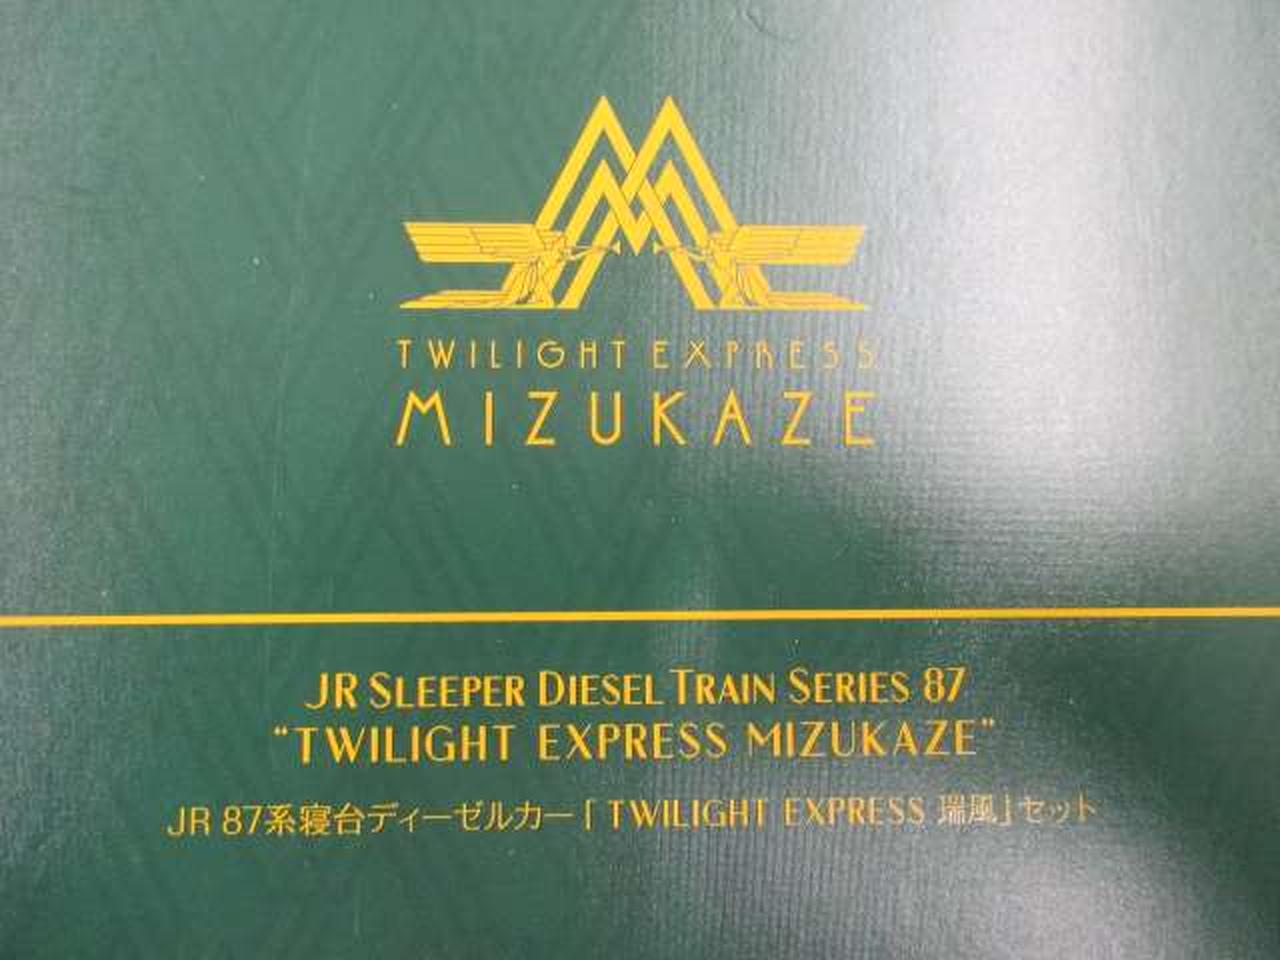 TWILIGHT EXPRESS
MIZUKAZE
JR SLEEPER DIESEL TRAIN SERIES 87
“TWILIGHT EXPRESS MIZUKAZE”
JR 87系寝台ディーゼルカー「TWILIGHT EXPRESS 瑞風」セット